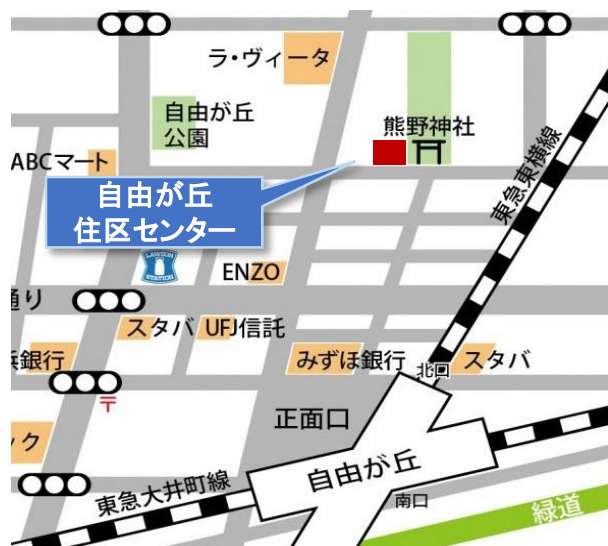 ラ・ヴィータ
自由が丘
公園
熊野神社
ABCマート
東急東横線
自由が丘
住区センター
LAWSON
STATION
ENZO
通り
スタバ
UFJ信託
浜銀行
みずほ銀行
北口
スタバ
〒
正面口
ック
自由が丘
東急大井町線
南口
緑道